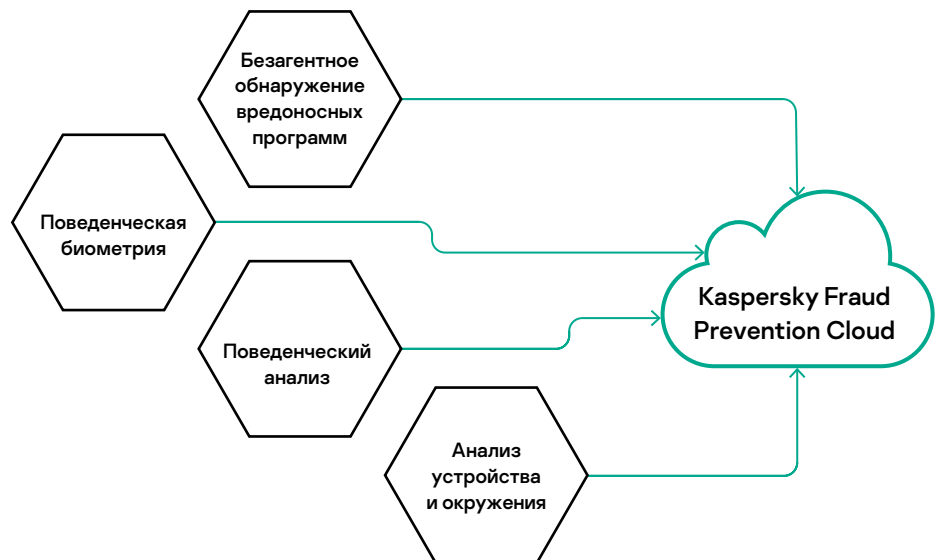 Безагентное
обнаружение
вредоносных
программ
Поведенческая
биометрия
Kaspersky Fraud
Prevention Cloud
Поведенческий
анализ
Анализ
устройства
и окружения